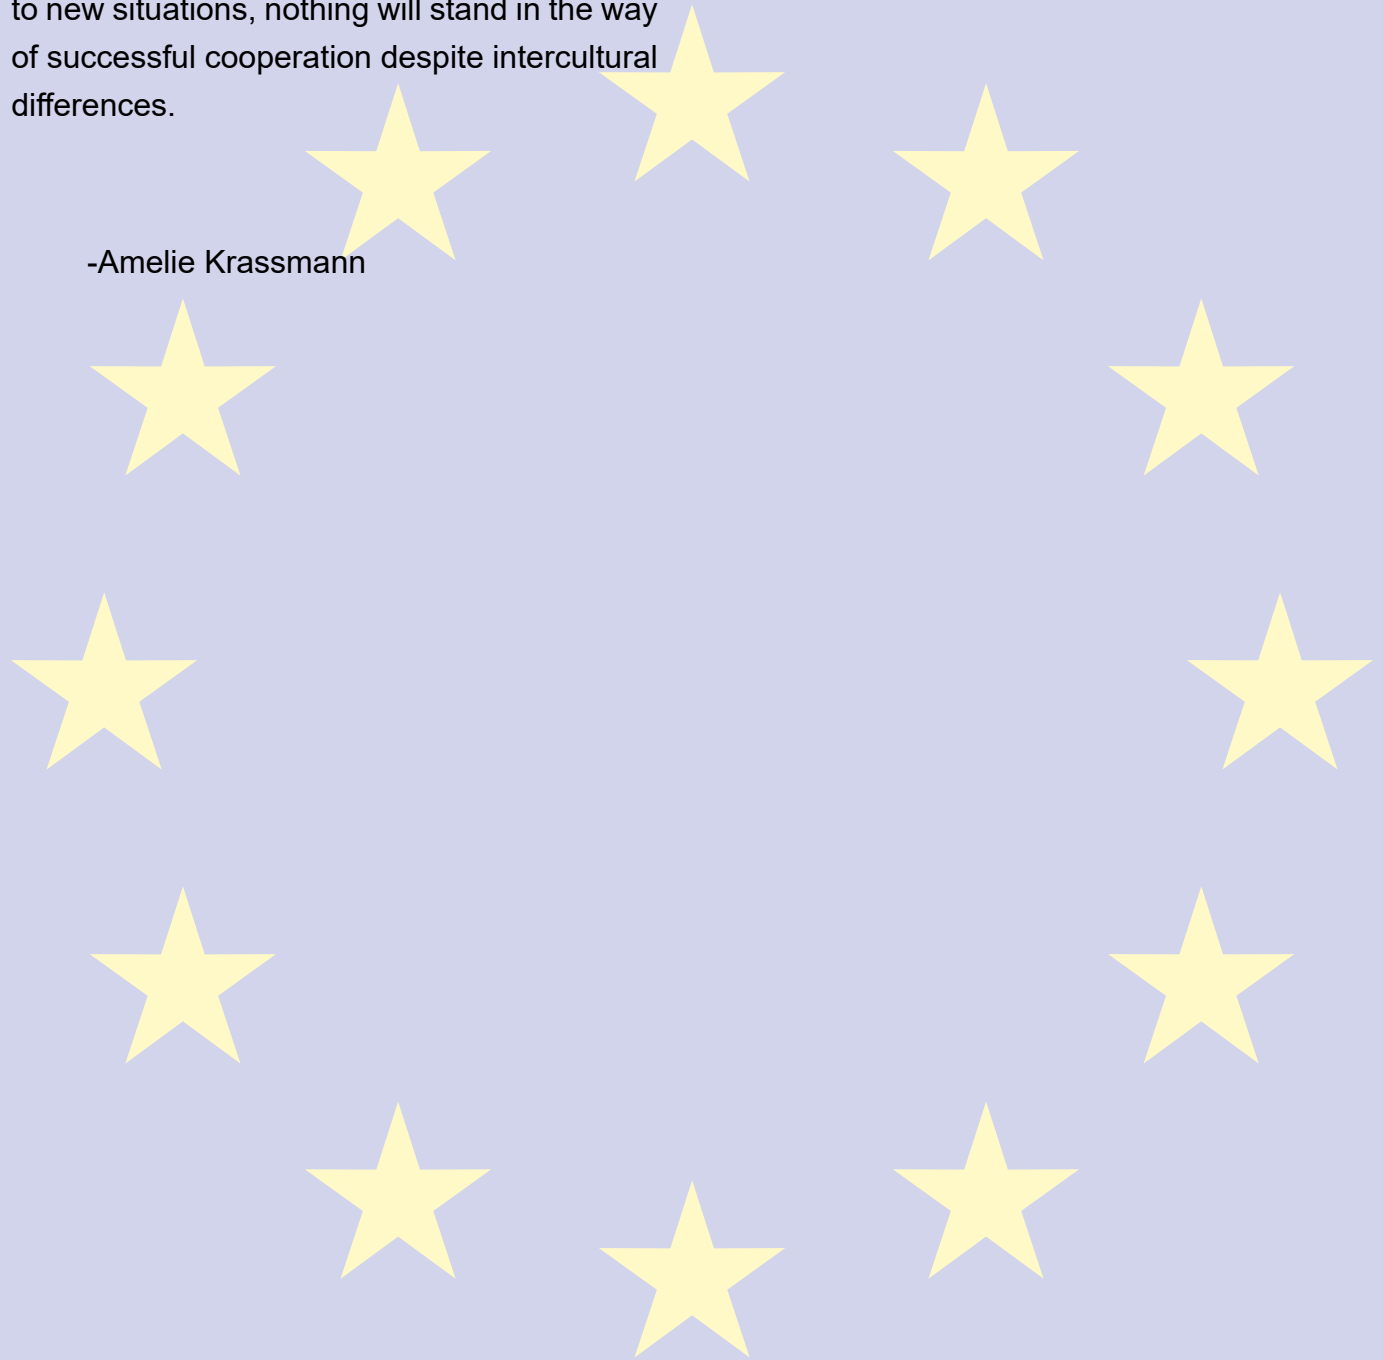 to new situations, nothing will stand in the way
of successful cooperation despite intercultural
differences.
-Amelie Krassmann